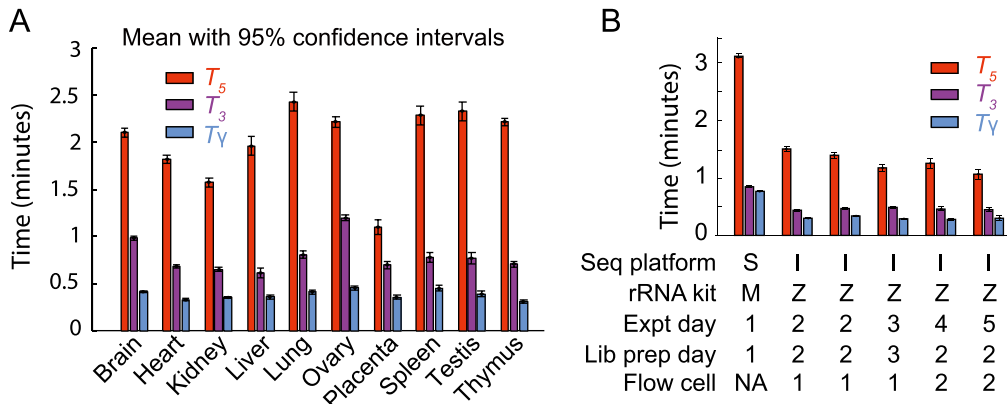 A
Mean with 95% confidence intervals
Time (minutes)
3
2.5
2
1.5
1
0.5
0
T5
T3
Tγ
Brain
Heart
Kidney
Liver
Lung
Ovary
Placenta
Spleen
Testis
Thymus
B
Time (minutes)
3
2
1
0
T5
T3
Tγ
Seq platform S I I I I I
rRNA kit M Z Z Z Z Z
Expt day 1 2 2 3 4 5
Lib prep day 1 2 2 3 2 2
Flow cell NA 1 1 1 2 2